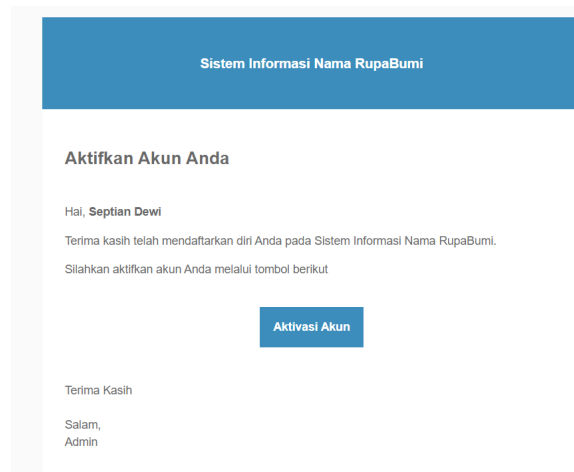 Sistem Informasi Nama RupaBumi
Aktifkan Akun Anda
Hai, Septian Dewi
Terima kasih telah mendaftarkan diri Anda pada Sistem Informasi Nama RupaBumi.
Silahkan aktifkan akun Anda melalui tombol berikut
Aktivasi Akun
Terima Kasih
Salam,
Admin